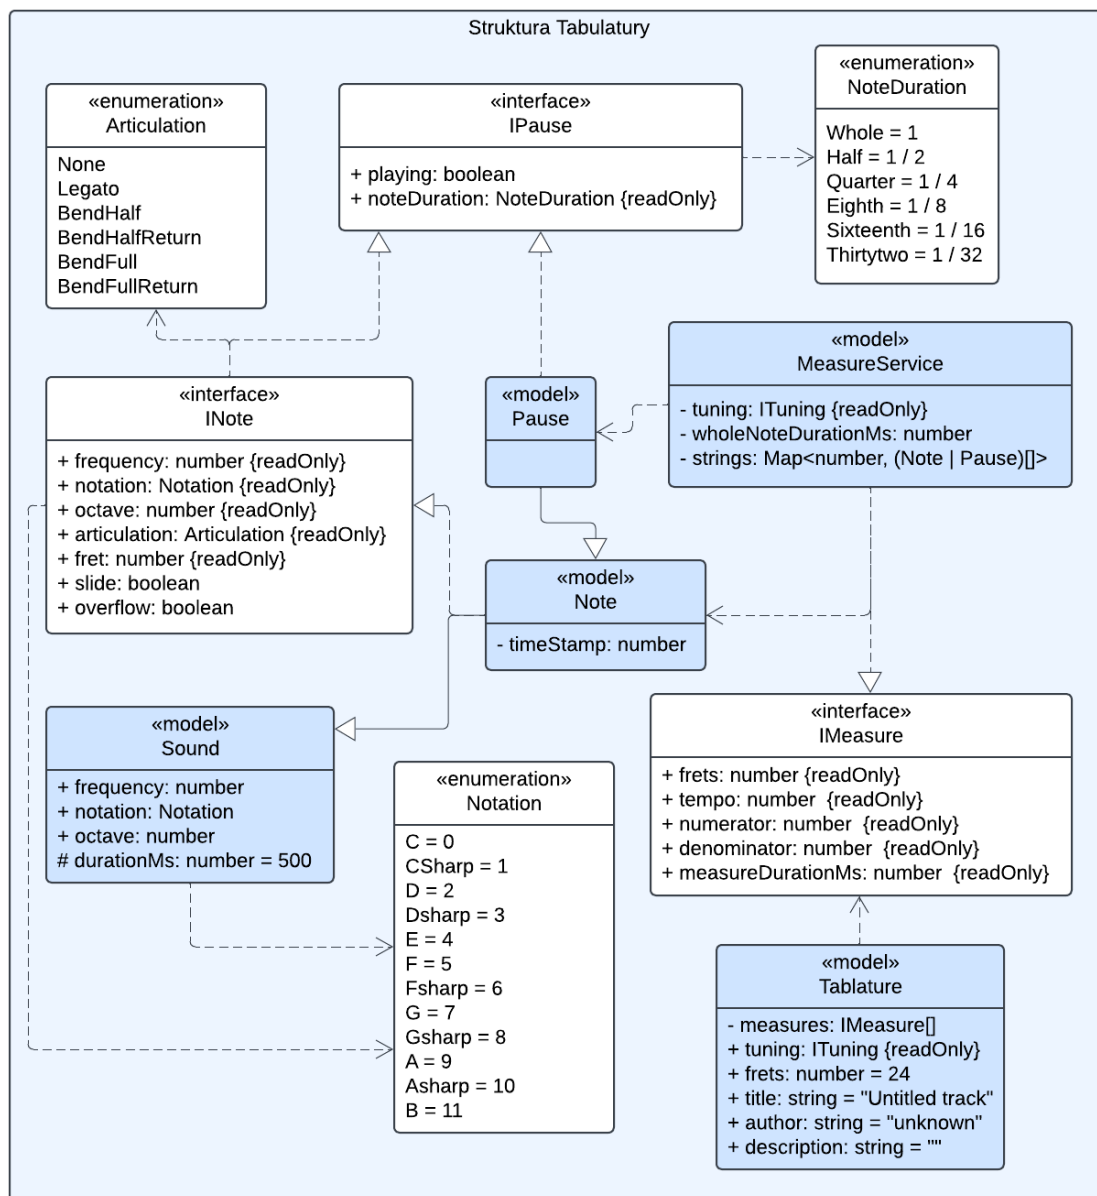 Struktura Tabulatury
«enumeration»
Articulation
None
Legato
BendHalf
BendHalfReturn
BendFull
BendFullReturn
«interface»
IPause
+ playing: boolean
+ noteDuration: NoteDuration {readOnly}
«enumeration»
NoteDuration
Whole = 1
Half = 1 / 2
Quarter = 1 / 4
Eighth = 1 / 8
Sixteenth = 1 / 16
Thirtytwo = 1 / 32
«interface»
INote
+ frequency: number {readOnly}
+ notation: Notation {readOnly}
+ octave: number {readOnly}
+ articulation: Articulation {readOnly}
+ fret: number {readOnly}
+ slide: boolean
+ overflow: boolean
«model»
Pause
«model»
MeasureService
- tuning: ITuning {readOnly}
- wholeNoteDurationMs: number
- strings: Map<number, (Note | Pause)[]>
«model»
Note
- timeStamp: number
«model»
Sound
+ frequency: number
+ notation: Notation
+ octave: number
# durationMs: number = 500
«enumeration»
Notation
C = 0
CSharp = 1
D = 2
Dsharp = 3
E = 4
F = 5
Fsharp = 6
G = 7
Gsharp = 8
A = 9
Asharp = 10
B = 11
«interface»
IMeasure
+ frets: number {readOnly}
+ tempo: number  {readOnly}
+ numerator: number  {readOnly}
+ denominator: number  {readOnly}
+ measureDurationMs: number  {readOnly}
«model»
Tablature
- measures: IMeasure[]
+ tuning: ITuning {readOnly}
+ frets: number = 24
+ title: string = "Untitled track"
+ author: string = "unknown"
+ description: string = ""